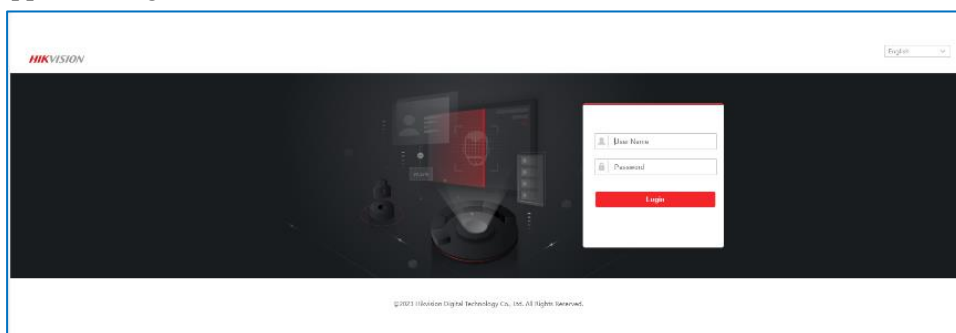 English
HIKVISION
User Name
Password
Login
©2021 Hikvision Digital Technology Co., Ltd. All Rights Reserved.